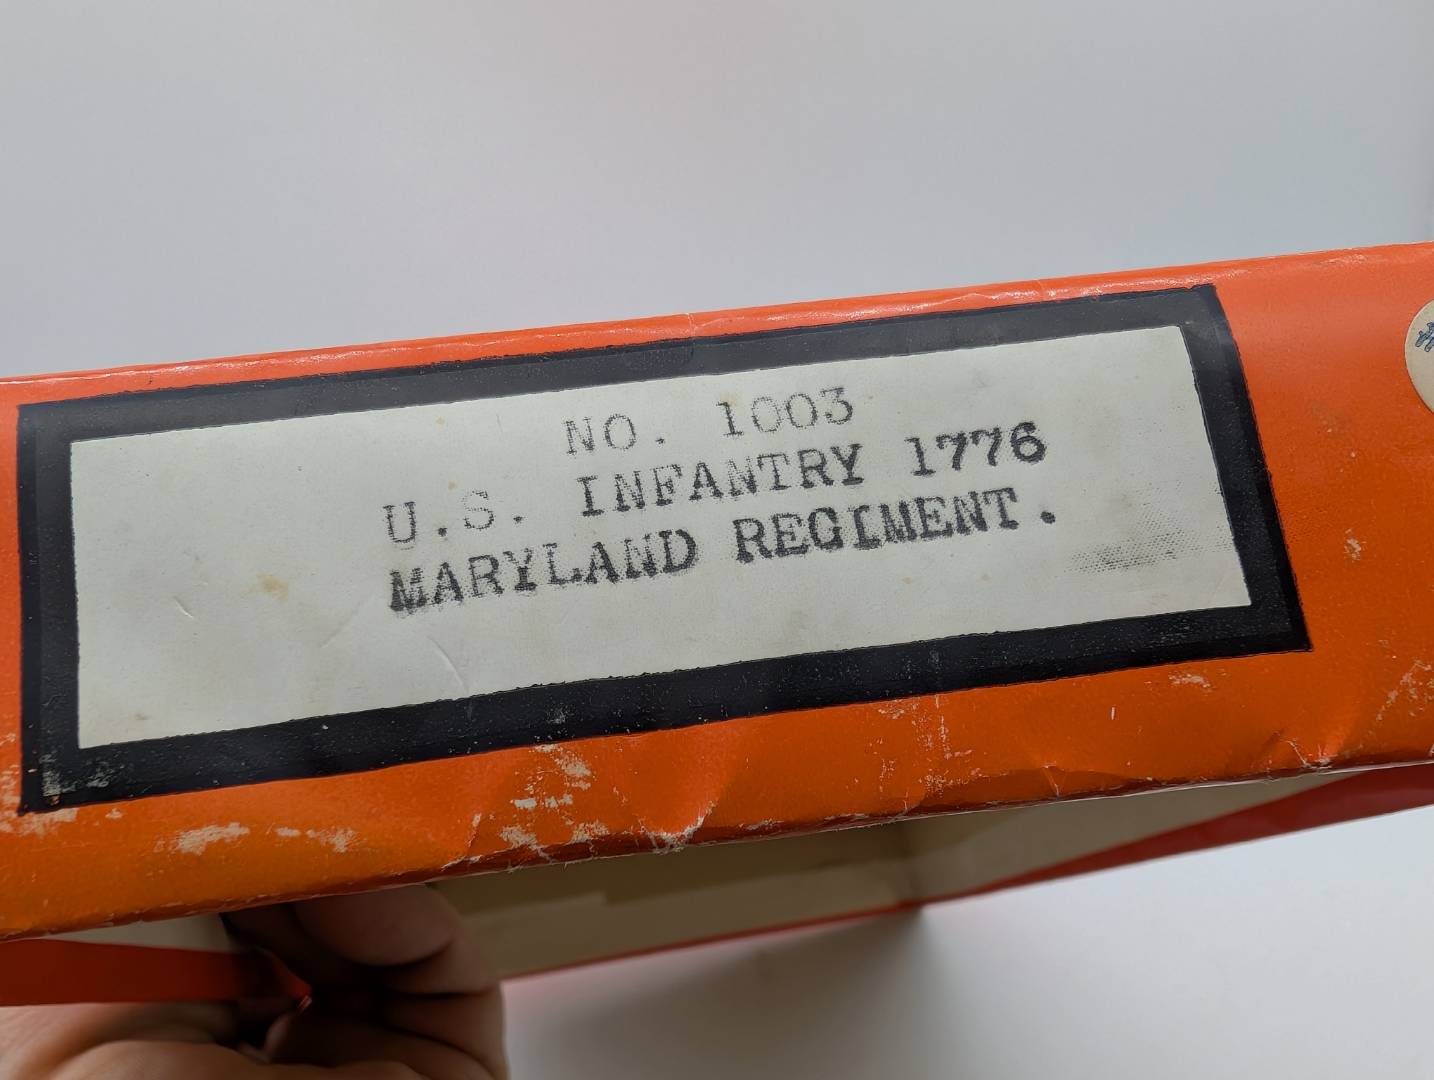 NO. 1003
U.S. INFANTRY 1776
MARYLAND REGIMENT.